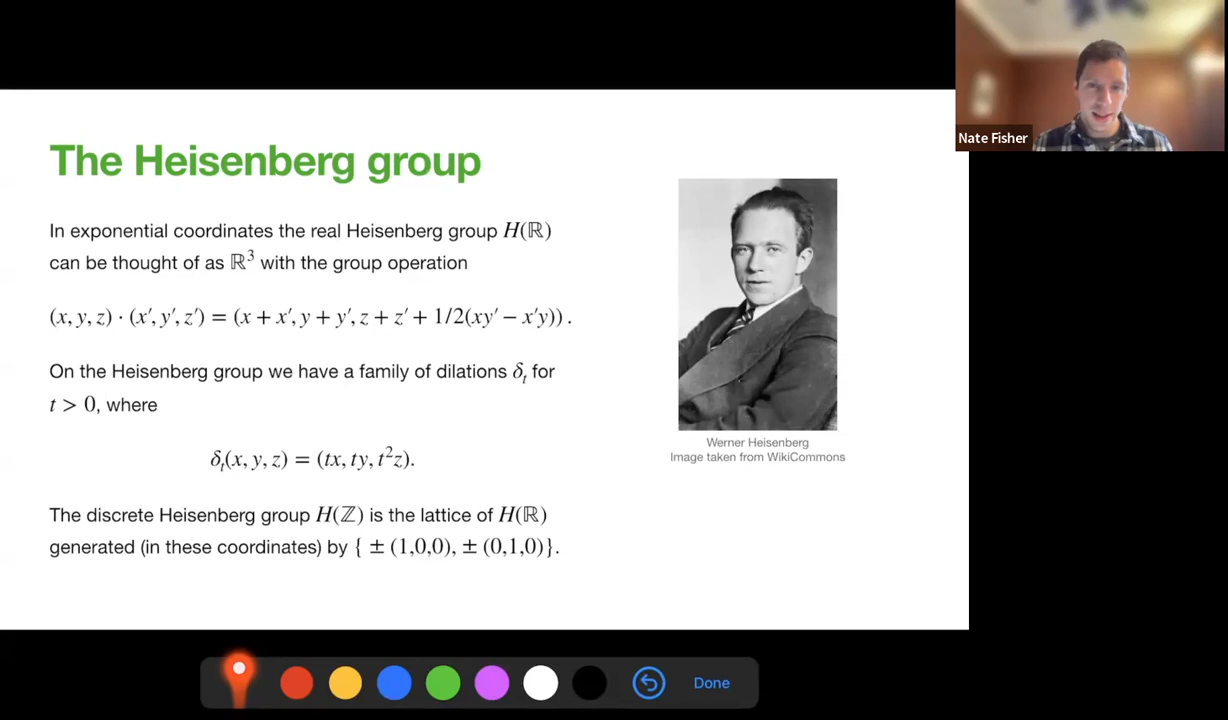 The Heisenberg group
In exponential coordinates the real Heisenberg group H(ℝ)
can be thought of as ℝ³ with the group operation
(x, y, z) · (x′, y′, z′) = (x + x′, y + y′, z + z′ + 1/2(xy′ − x′y)) .
On the Heisenberg group we have a family of dilations δₜ for
t > 0, where
δₜ(x, y, z) = (tx, ty, t²z).
The discrete Heisenberg group H(ℤ) is the lattice of H(ℝ)
generated (in these coordinates) by { ± (1,0,0), ± (0,1,0)}.
Werner Heisenberg
Image taken from WikiCommons
Nate Fisher
Done